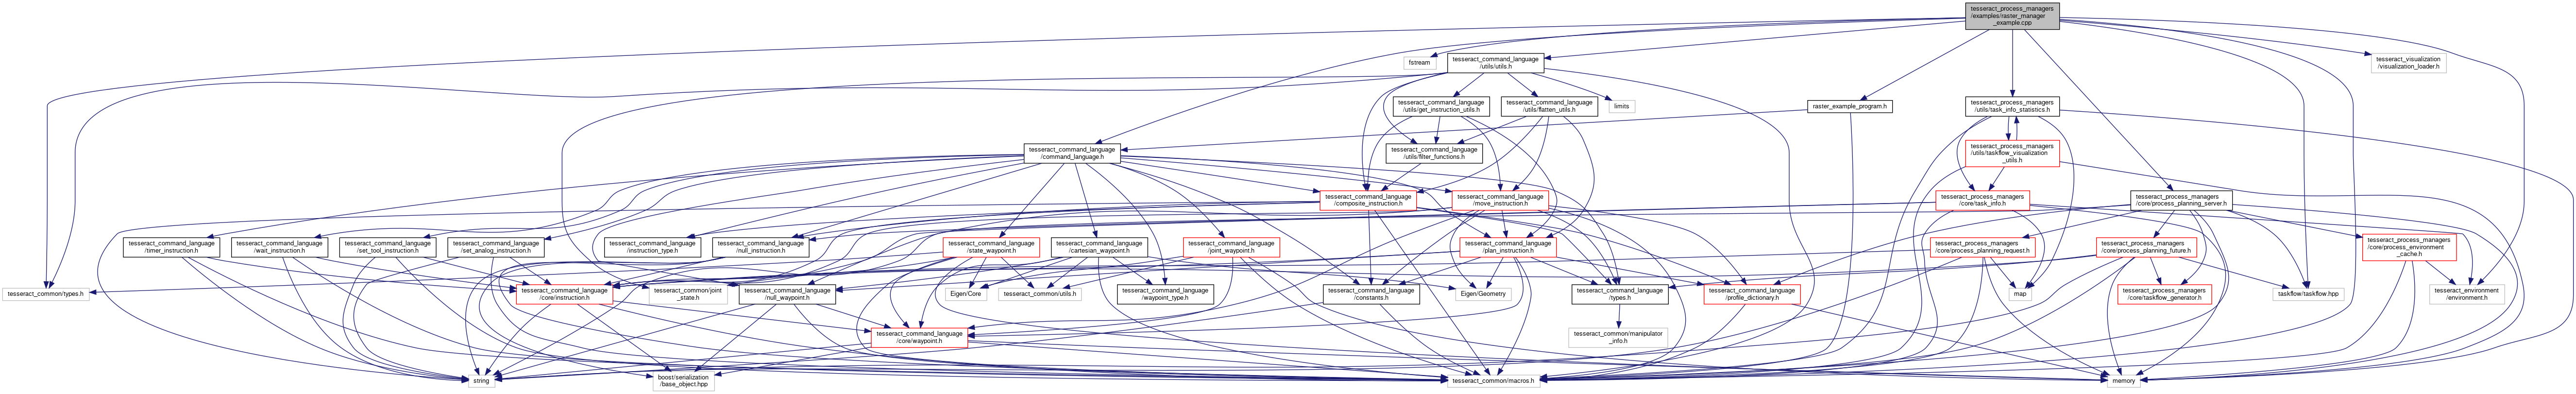 tesseract_process_managers
/examples/raster_manager
_example.cpp
fstream
tesseract_command_language
/utils/utils.h
tesseract_visualization
/visualization_loader.h
tesseract_command_language
/utils/get_instruction_utils.h
tesseract_command_language
/utils/flatten_utils.h
limits
raster_example_program.h
tesseract_process_managers
/utils/task_info_statistics.h
tesseract_command_language
/command_language.h
tesseract_command_language
/utils/filter_functions.h
tesseract_process_managers
/utils/taskflow_visualization
_utils.h
tesseract_command_language
/composite_instruction.h
tesseract_command_language
/move_instruction.h
tesseract_process_managers
/core/task_info.h
tesseract_process_managers
/core/process_planning_server.h
tesseract_command_language
/timer_instruction.h
tesseract_command_language
/wait_instruction.h
tesseract_command_language
/set_tool_instruction.h
tesseract_command_language
/set_analog_instruction.h
tesseract_command_language
/instruction_type.h
tesseract_command_language
/null_instruction.h
tesseract_command_language
/state_waypoint.h
tesseract_command_language
/cartesian_waypoint.h
tesseract_command_language
/joint_waypoint.h
tesseract_command_language
/plan_instruction.h
tesseract_process_managers
/core/process_planning_request.h
tesseract_process_managers
/core/process_planning_future.h
tesseract_process_managers
/core/process_environment
_cache.h
tesseract_common/types.h
tesseract_command_language
/core/instruction.h
tesseract_common/joint
_state.h
tesseract_command_language
/null_waypoint.h
Eigen/Core
tesseract_common/utils.h
tesseract_command_language
/waypoint_type.h
tesseract_command_language
/constants.h
Eigen/Geometry
tesseract_command_language
/types.h
tesseract_command_language
/profile_dictionary.h
map
tesseract_process_managers
/core/taskflow_generator.h
taskflow/taskflow.hpp
tesseract_environment
/environment.h
tesseract_command_language
/core/waypoint.h
tesseract_common/manipulator
_info.h
string
boost/serialization
/base_object.hpp
tesseract_common/macros.h
memory